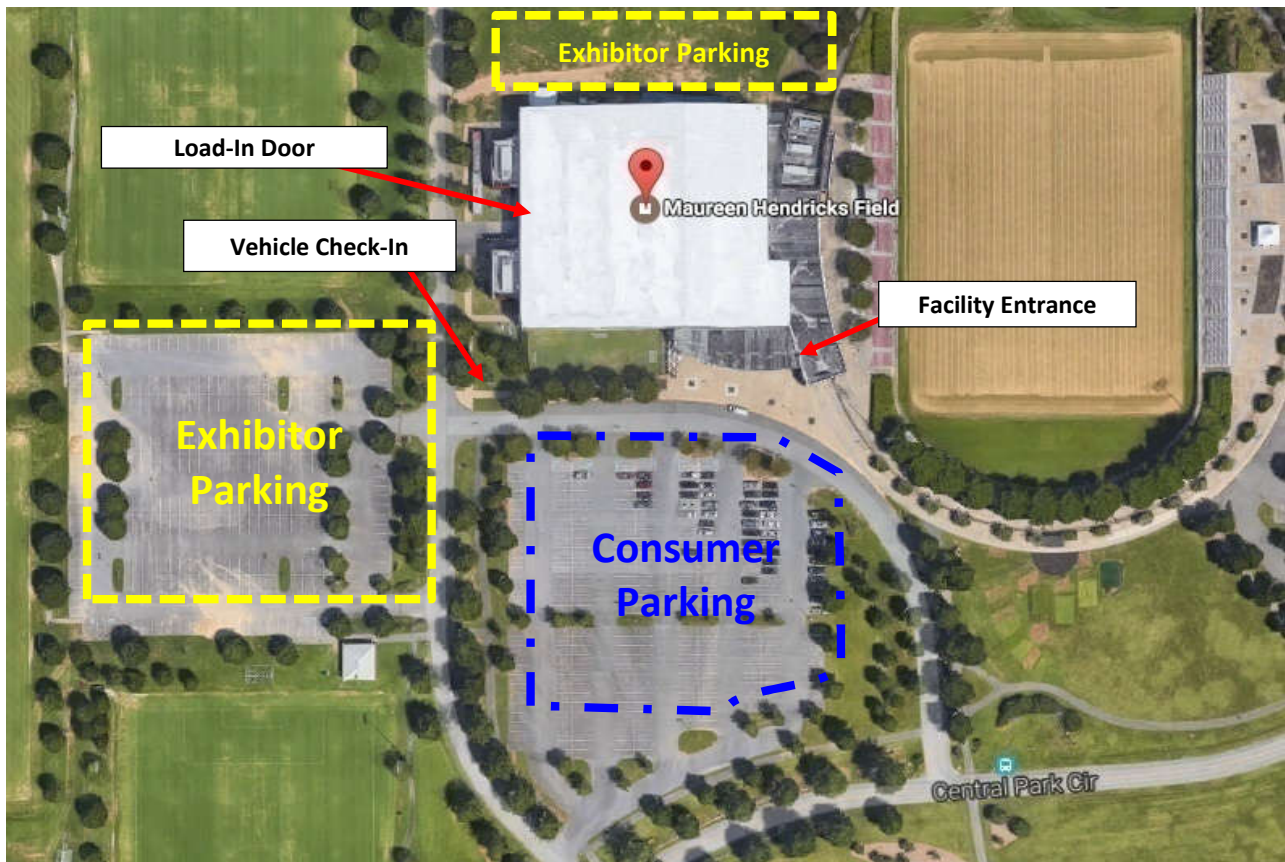 Exhibitor Parking
Load-In Door
Maureen Hendricks Field
Vehicle Check-In
Facility Entrance
Exhibitor
Parking
Consumer
Parking
Central Park Cir